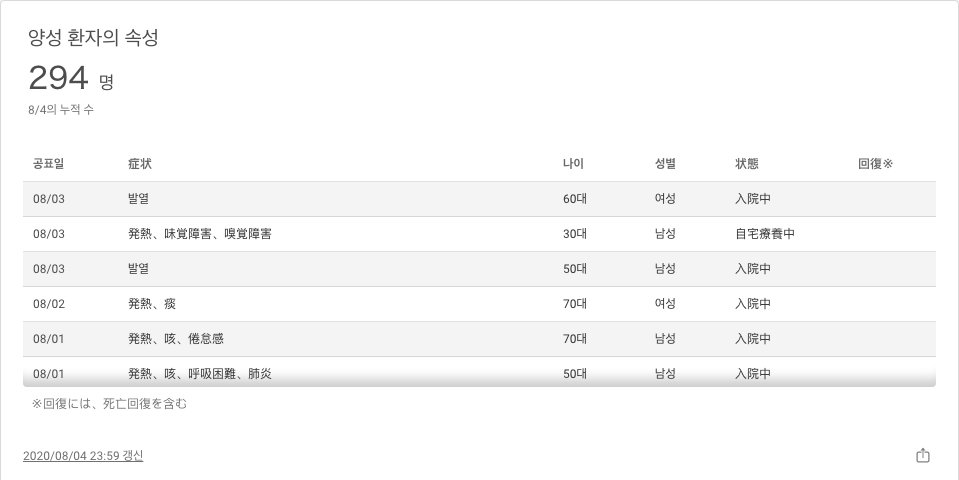 양성 환자의 속성
294 명
8/4의 누적 수
공표일 症状 나이 성별 状態 回復※
08/03 발열 60대 여성 入院中
08/03 発熱、味覚障害、嗅覚障害 30대 남성 自宅療養中
08/03 발열 50대 남성 入院中
08/02 発熱、痰 70대 여성 入院中
08/01 発熱、咳、倦怠感 70대 남성 入院中
08/01 発熱、咳、呼吸困難、肺炎 50대 남성 入院中
※回復には、死亡回復を含む
2020/08/04 23:59 갱신